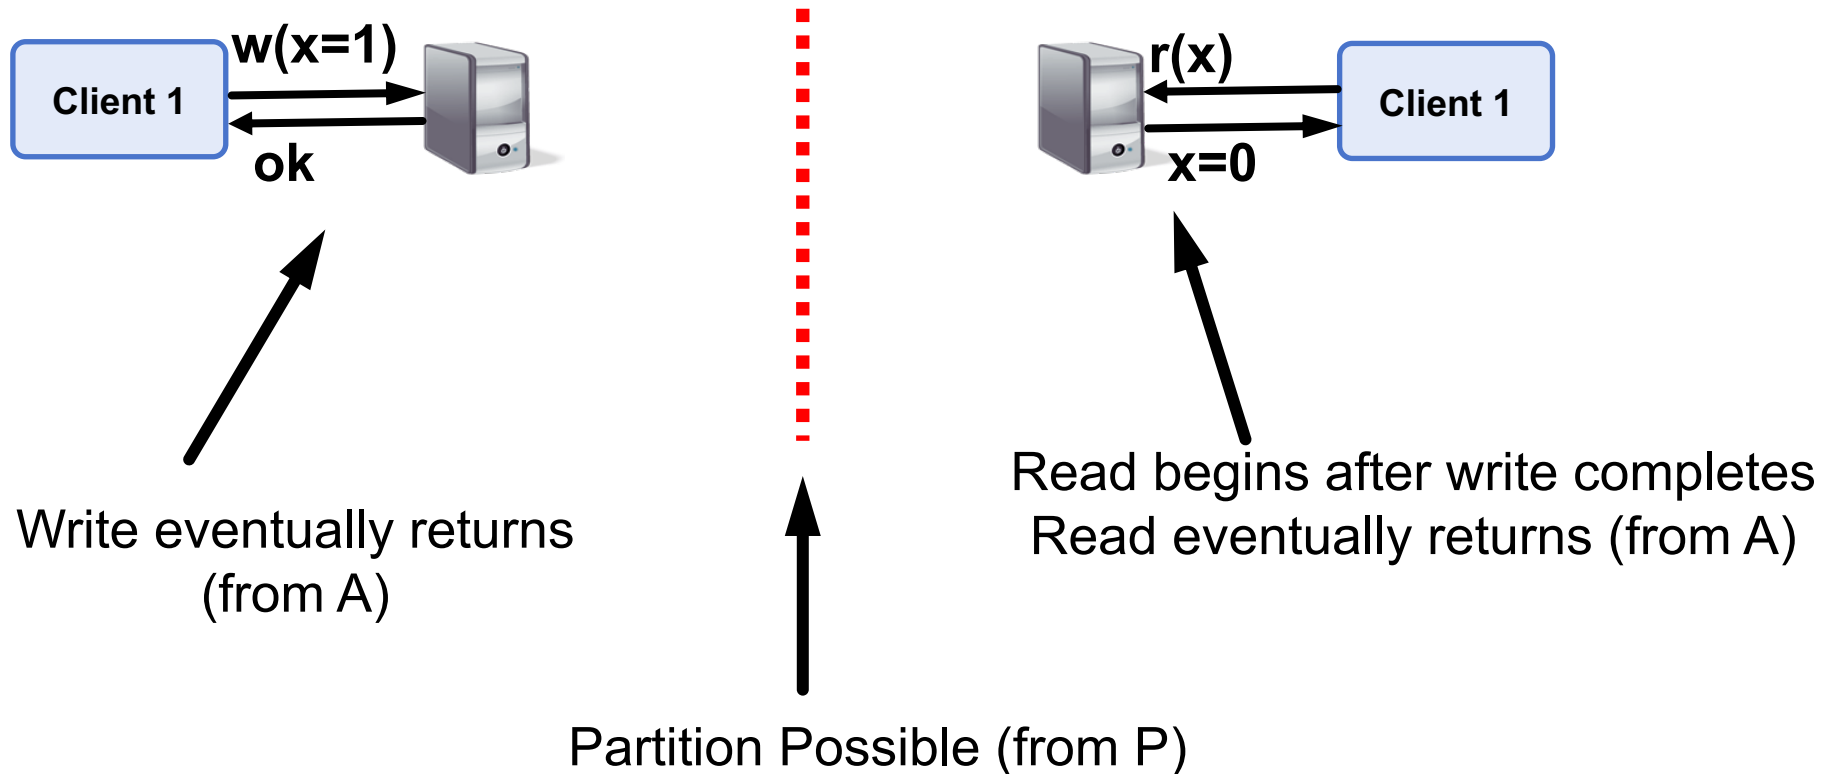 w(x=1)
Client 1
ok
r(x)
Client 1
x=0
Write eventually returns
(from A)
Read begins after write completes
Read eventually returns (from A)
Partition Possible (from P)